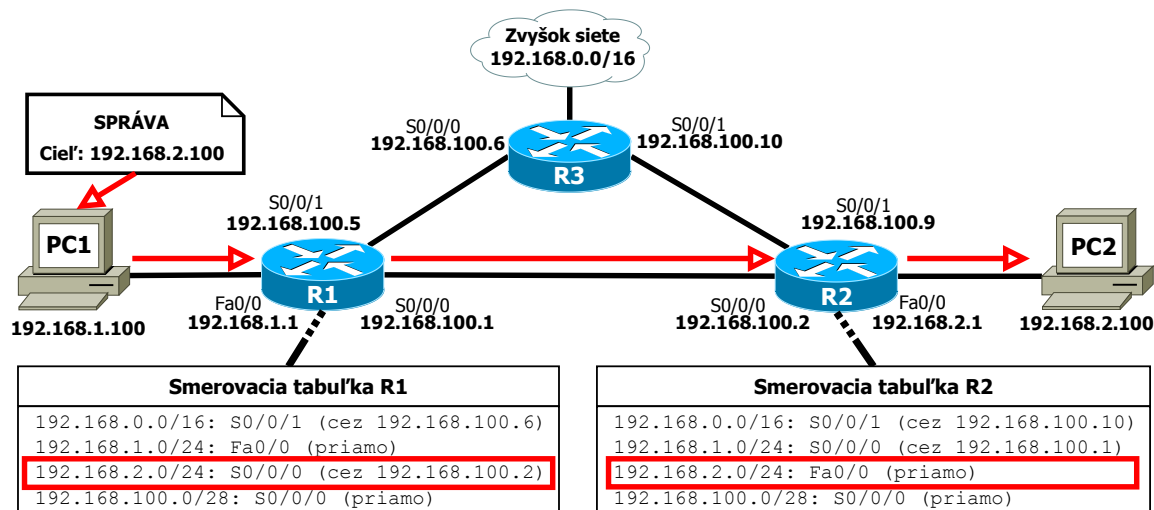 Zvyšok siete
192.168.0.0/16
SPRÁVA
Cieľ: 192.168.2.100
S0/0/0
192.168.100.6
S0/0/1
192.168.100.10
R3
S0/0/1
192.168.100.5
S0/0/1
192.168.100.9
PC1
PC2
R1
R2
Fa0/0
192.168.1.1
S0/0/0
192.168.100.1
S0/0/0
192.168.100.2
Fa0/0
192.168.2.1
192.168.1.100
192.168.2.100
Smerovacia tabuľka R1
192.168.0.0/16: S0/0/1 (cez 192.168.100.6)
192.168.1.0/24: Fa0/0 (priamo)
192.168.2.0/24: S0/0/0 (cez 192.168.100.2)
192.168.100.0/28: S0/0/0 (priamo)
Smerovacia tabuľka R2
192.168.0.0/16: S0/0/1 (cez 192.168.100.10)
192.168.1.0/24: S0/0/0 (cez 192.168.100.1)
192.168.2.0/24: Fa0/0 (priamo)
192.168.100.0/28: S0/0/0 (priamo)